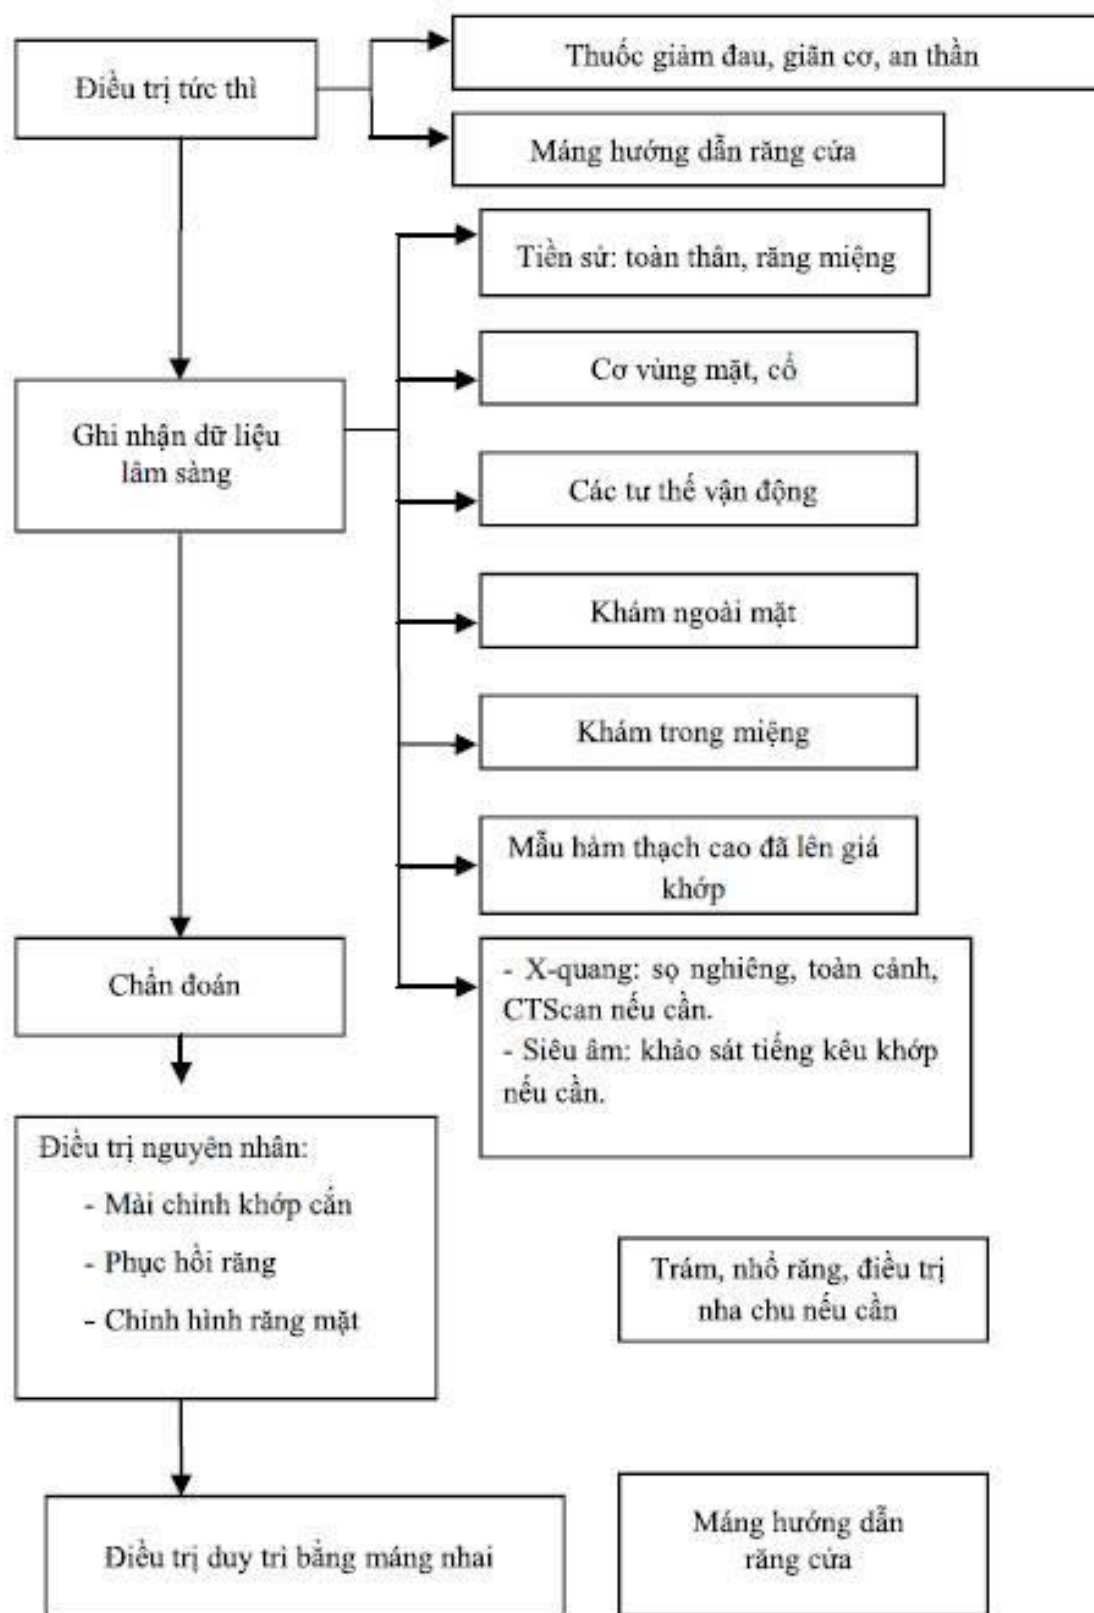 Điều trị tức thì
Thuốc giảm đau, giãn cơ, an thần
Máng hướng dẫn răng cửa
Tiền sử: toàn thân, răng miệng
Cơ vùng mặt, cổ
Ghi nhận dữ liệu
lâm sàng
Các tư thế vận động
Khám ngoài mặt
Khám trong miệng
Mẫu hàm thạch cao đã lên giá
khớp
Chẩn đoán
- X-quang: sọ nghiêng, toàn cảnh,
CTScan nếu cần.
- Siêu âm: khảo sát tiếng kêu khớp
nếu cần.
Điều trị nguyên nhân:
- Mài chỉnh khớp cắn
- Phục hồi răng
- Chỉnh hình răng mặt
Trám, nhổ răng, điều trị
nha chu nếu cần
Điều trị duy trì bằng máng nhai
Máng hướng dẫn
răng cửa